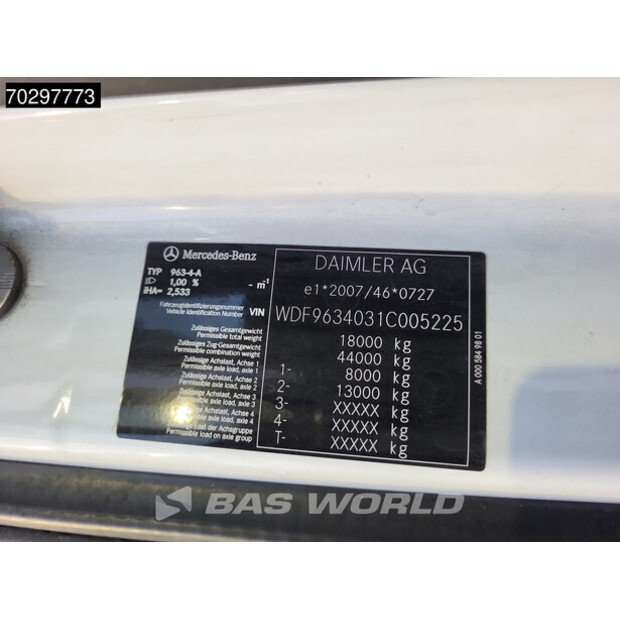 70297773
Mercedes-Benz
DAIMLER AG
TYP 963-4-A
1,00 % - m⁻¹
iHA= 2,533
e1*2007/46*0727
Fahrzeugidentifizierungsnummer
Vehicle Identification Number VIN
WDF9634031C005225
Zulässiges Gesamtgewicht
Permissible total weight
18000 kg
Zulässiges Zug-Gesamtgewicht
Permissible combination weight
44000 kg
Zulässige Achslast, Achse 1
Permissible axle load, axle 1
1- 8000 kg
Zulässige Achslast, Achse 2
Permissible axle load, axle 2
2- 13000 kg
Zulässige Achslast, Achse 3
Permissible axle load, axle 3
3- XXXXX kg
Zulässige Achslast, Achse 4
Permissible axle load, axle 4
4- XXXXX kg
Zulässige Last der Achsgruppe
Permissible load on axle group
T- XXXXX kg
A 000 584 98 01
BAS WORLD